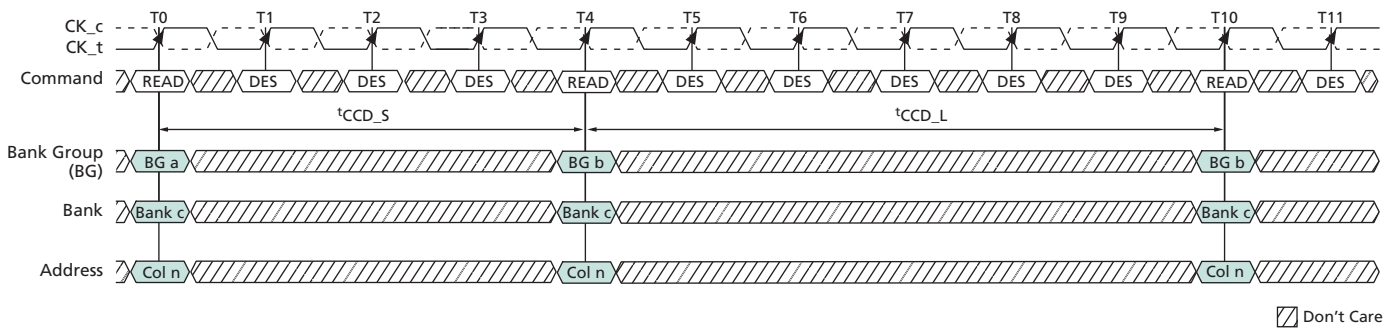 T0 T1 T2 T3 T4 T5 T6 T7 T8 T9 T10 T11
CK_c
CK_t
Command READ DES DES DES READ DES DES DES DES DES READ DES
tCCD_S tCCD_L
Bank Group
(BG) BG a BG b BG b
Bank Bank c Bank c Bank c
Address Col n Col n Col n
Don't Care